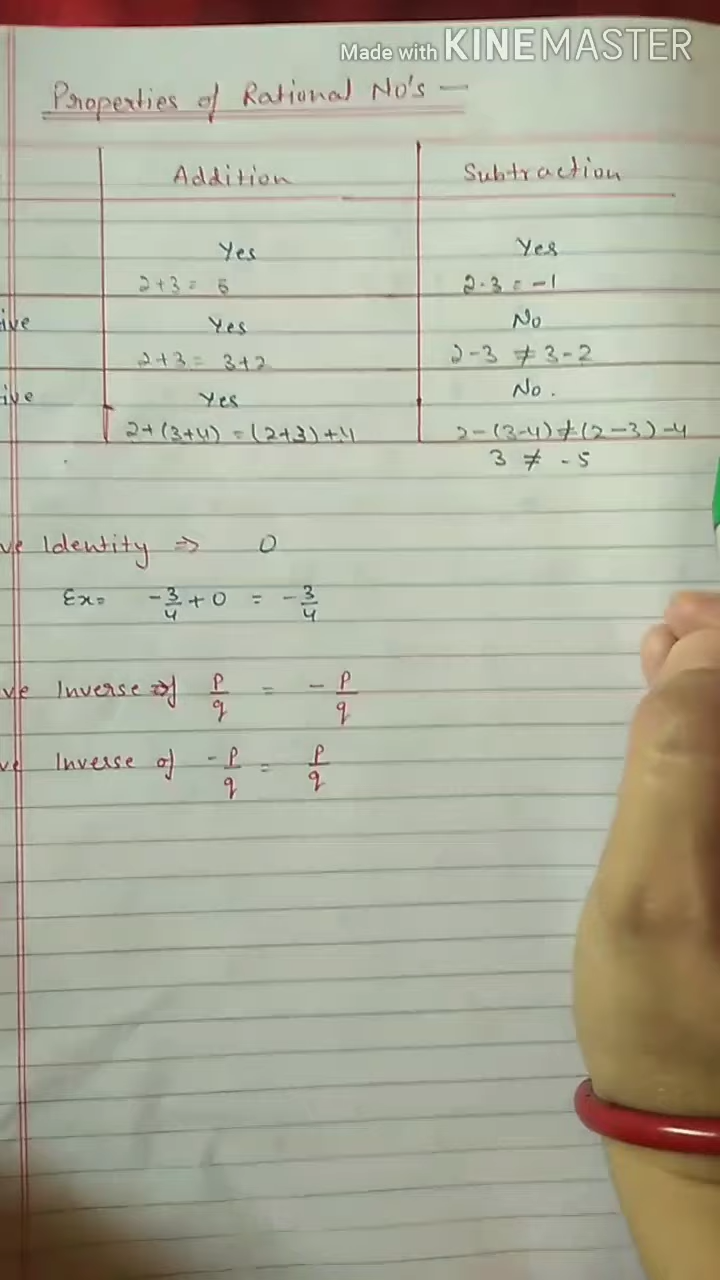 Made with KINEMASTER
Properties of Rational No's —
Addition Subtraction
Yes Yes
2+3 = 5 2-3 = -1
ive Yes No
2+3 = 3+2 2-3 ≠ 3-2
ive Yes No.
2+(3+4) = (2+3)+4 2-(3-4) ≠ (2-3)-4
3 ≠ -5
ve Identity ⇒ 0
Ex= -3/4 + 0 = -3/4
ve Inverse of p/q = -p/q
ve Inverse of -p/q = p/q